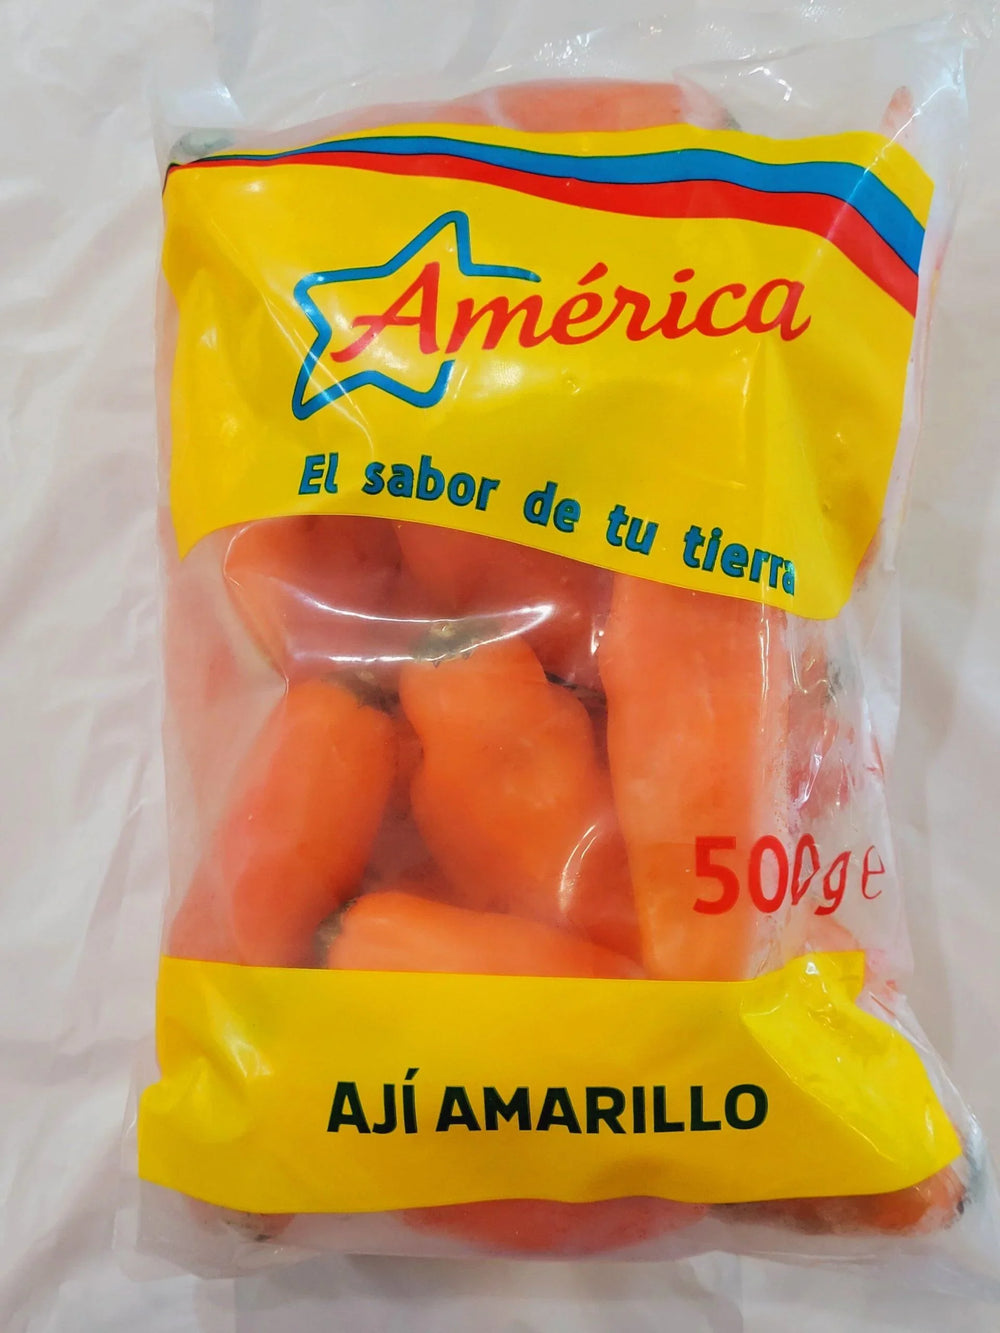 América
El sabor de tu tierra
500g e
AJÍ AMARILLO